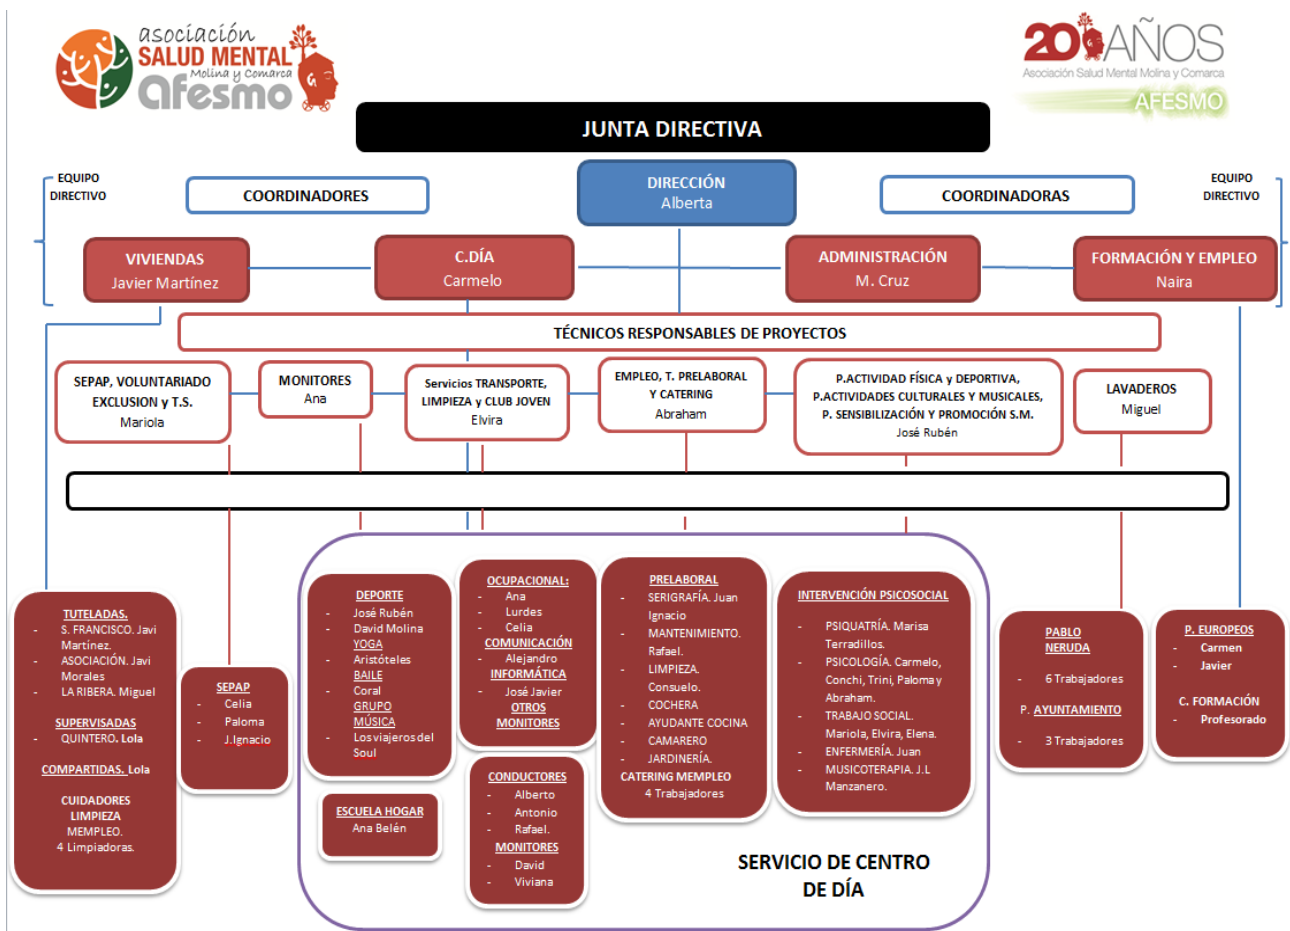 asociación
SALUD MENTAL
Molina y Comarca
afesmo
20 AÑOS
Asociación Salud Mental Molina y Comarca
AFESMO
JUNTA DIRECTIVA
EQUIPO
DIRECTIVO
COORDINADORES
DIRECCIÓN
Alberta
COORDINADORAS
EQUIPO
DIRECTIVO
VIVIENDAS
Javier Martínez
C.DÍA
Carmelo
ADMINISTRACIÓN
M. Cruz
FORMACIÓN Y EMPLEO
Naira
TÉCNICOS RESPONSABLES DE PROYECTOS
SEPAP, VOLUNTARIADO
EXCLUSION y T.S.
Mariola
MONITORES
Ana
Servicios TRANSPORTE,
LIMPIEZA y CLUB JOVEN
Elvira
EMPLEO, T. PRELABORAL
Y CATERING
Abraham
P.ACTIVIDAD FÍSICA y DEPORTIVA,
P.ACTIVIDADES CULTURALES Y MUSICALES,
P. SENSIBILIZACIÓN Y PROMOCIÓN S.M.
José Rubén
LAVADEROS
Miguel
TUTELADAS.
- S. FRANCISCO. Javi
Martínez.
- ASOCIACIÓN. Javi
Morales
- LA RIBERA. Miguel
SUPERVISADAS
- QUINTERO. Lola
COMPARTIDAS. Lola
CUIDADORES
LIMPIEZA
MEMPLEO.
4 Limpiadoras.
SEPAP
- Celia
- Paloma
- J.Ignacio
DEPORTE
- José Rubén
- David Molina
YOGA
- Aristóteles
BAILE
- Coral
GRUPO
MÚSICA
- Los viajeros del
Soul
ESCUELA HOGAR
Ana Belén
OCUPACIONAL:
- Ana
- Lurdes
- Celia
COMUNICACIÓN
- Alejandro
INFORMÁTICA
- José Javier
OTROS
MONITORES
CONDUCTORES
- Alberto
- Antonio
- Rafael.
MONITORES
- David
- Viviana
PRELABORAL
- SERIGRAFÍA. Juan
Ignacio
- MANTENIMIENTO.
Rafael.
- LIMPIEZA.
Consuelo.
- COCHERA
- AYUDANTE COCINA
- CAMARERO
- JARDINERÍA.
CATERING MEMPLEO
4 Trabajadores
INTERVENCIÓN PSICOSOCIAL
- PSIQUATRÍA. Marisa
Terradillos.
- PSICOLOGÍA. Carmelo,
Conchi, Trini, Paloma y
Abraham.
- TRABAJO SOCIAL.
Mariola, Elvira, Elena.
- ENFERMERÍA. Juan
- MUSICOTERAPIA. J.L
Manzanero.
SERVICIO DE CENTRO
DE DÍA
PABLO
NERUDA
- 6 Trabajadores
P. AYUNTAMIENTO
- 3 Trabajadores
P. EUROPEOS
- Carmen
- Javier
C. FORMACIÓN
- Profesorado